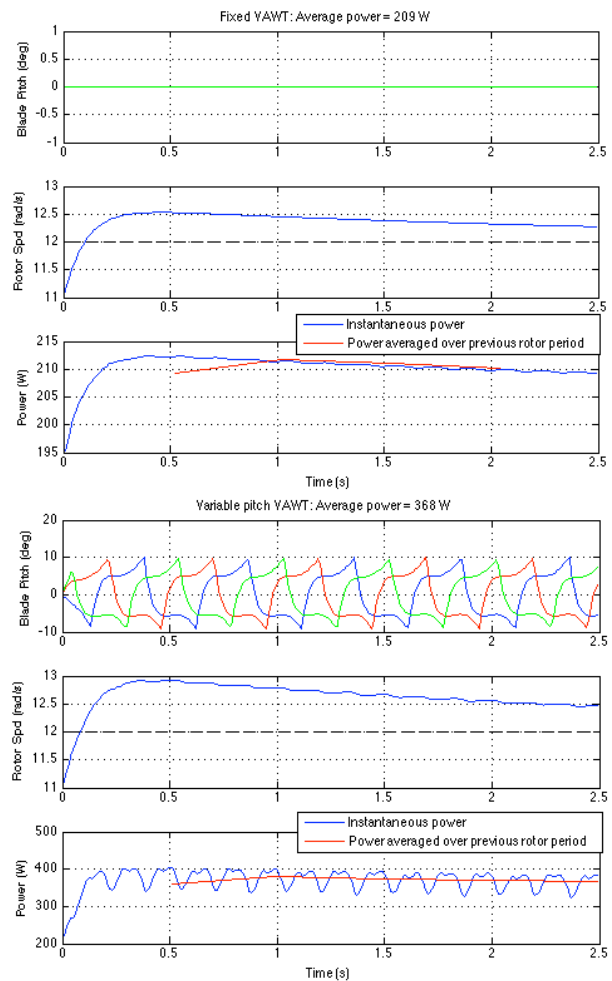 Fixed VAWT: Average power = 209 W
Blade Pitch (deg)
1
0.5
0
-0.5
-1
0 0.5 1 1.5 2 2.5
Rotor Spd (rad/s)
13
12.5
12
11.5
11
0 0.5 1 1.5 2 2.5
Instantaneous power
Power averaged over previous rotor period
Power (W)
215
210
205
200
195
0 0.5 1 1.5 2 2.5
Time (s)
Variable pitch VAWT: Average power = 368 W
Blade Pitch (deg)
20
10
0
-10
0 0.5 1 1.5 2 2.5
Rotor Spd (rad/s)
13
12.5
12
11.5
11
0 0.5 1 1.5 2 2.5
Instantaneous power
Power averaged over previous rotor period
Power (W)
500
400
300
200
0 0.5 1 1.5 2 2.5
Time (s)